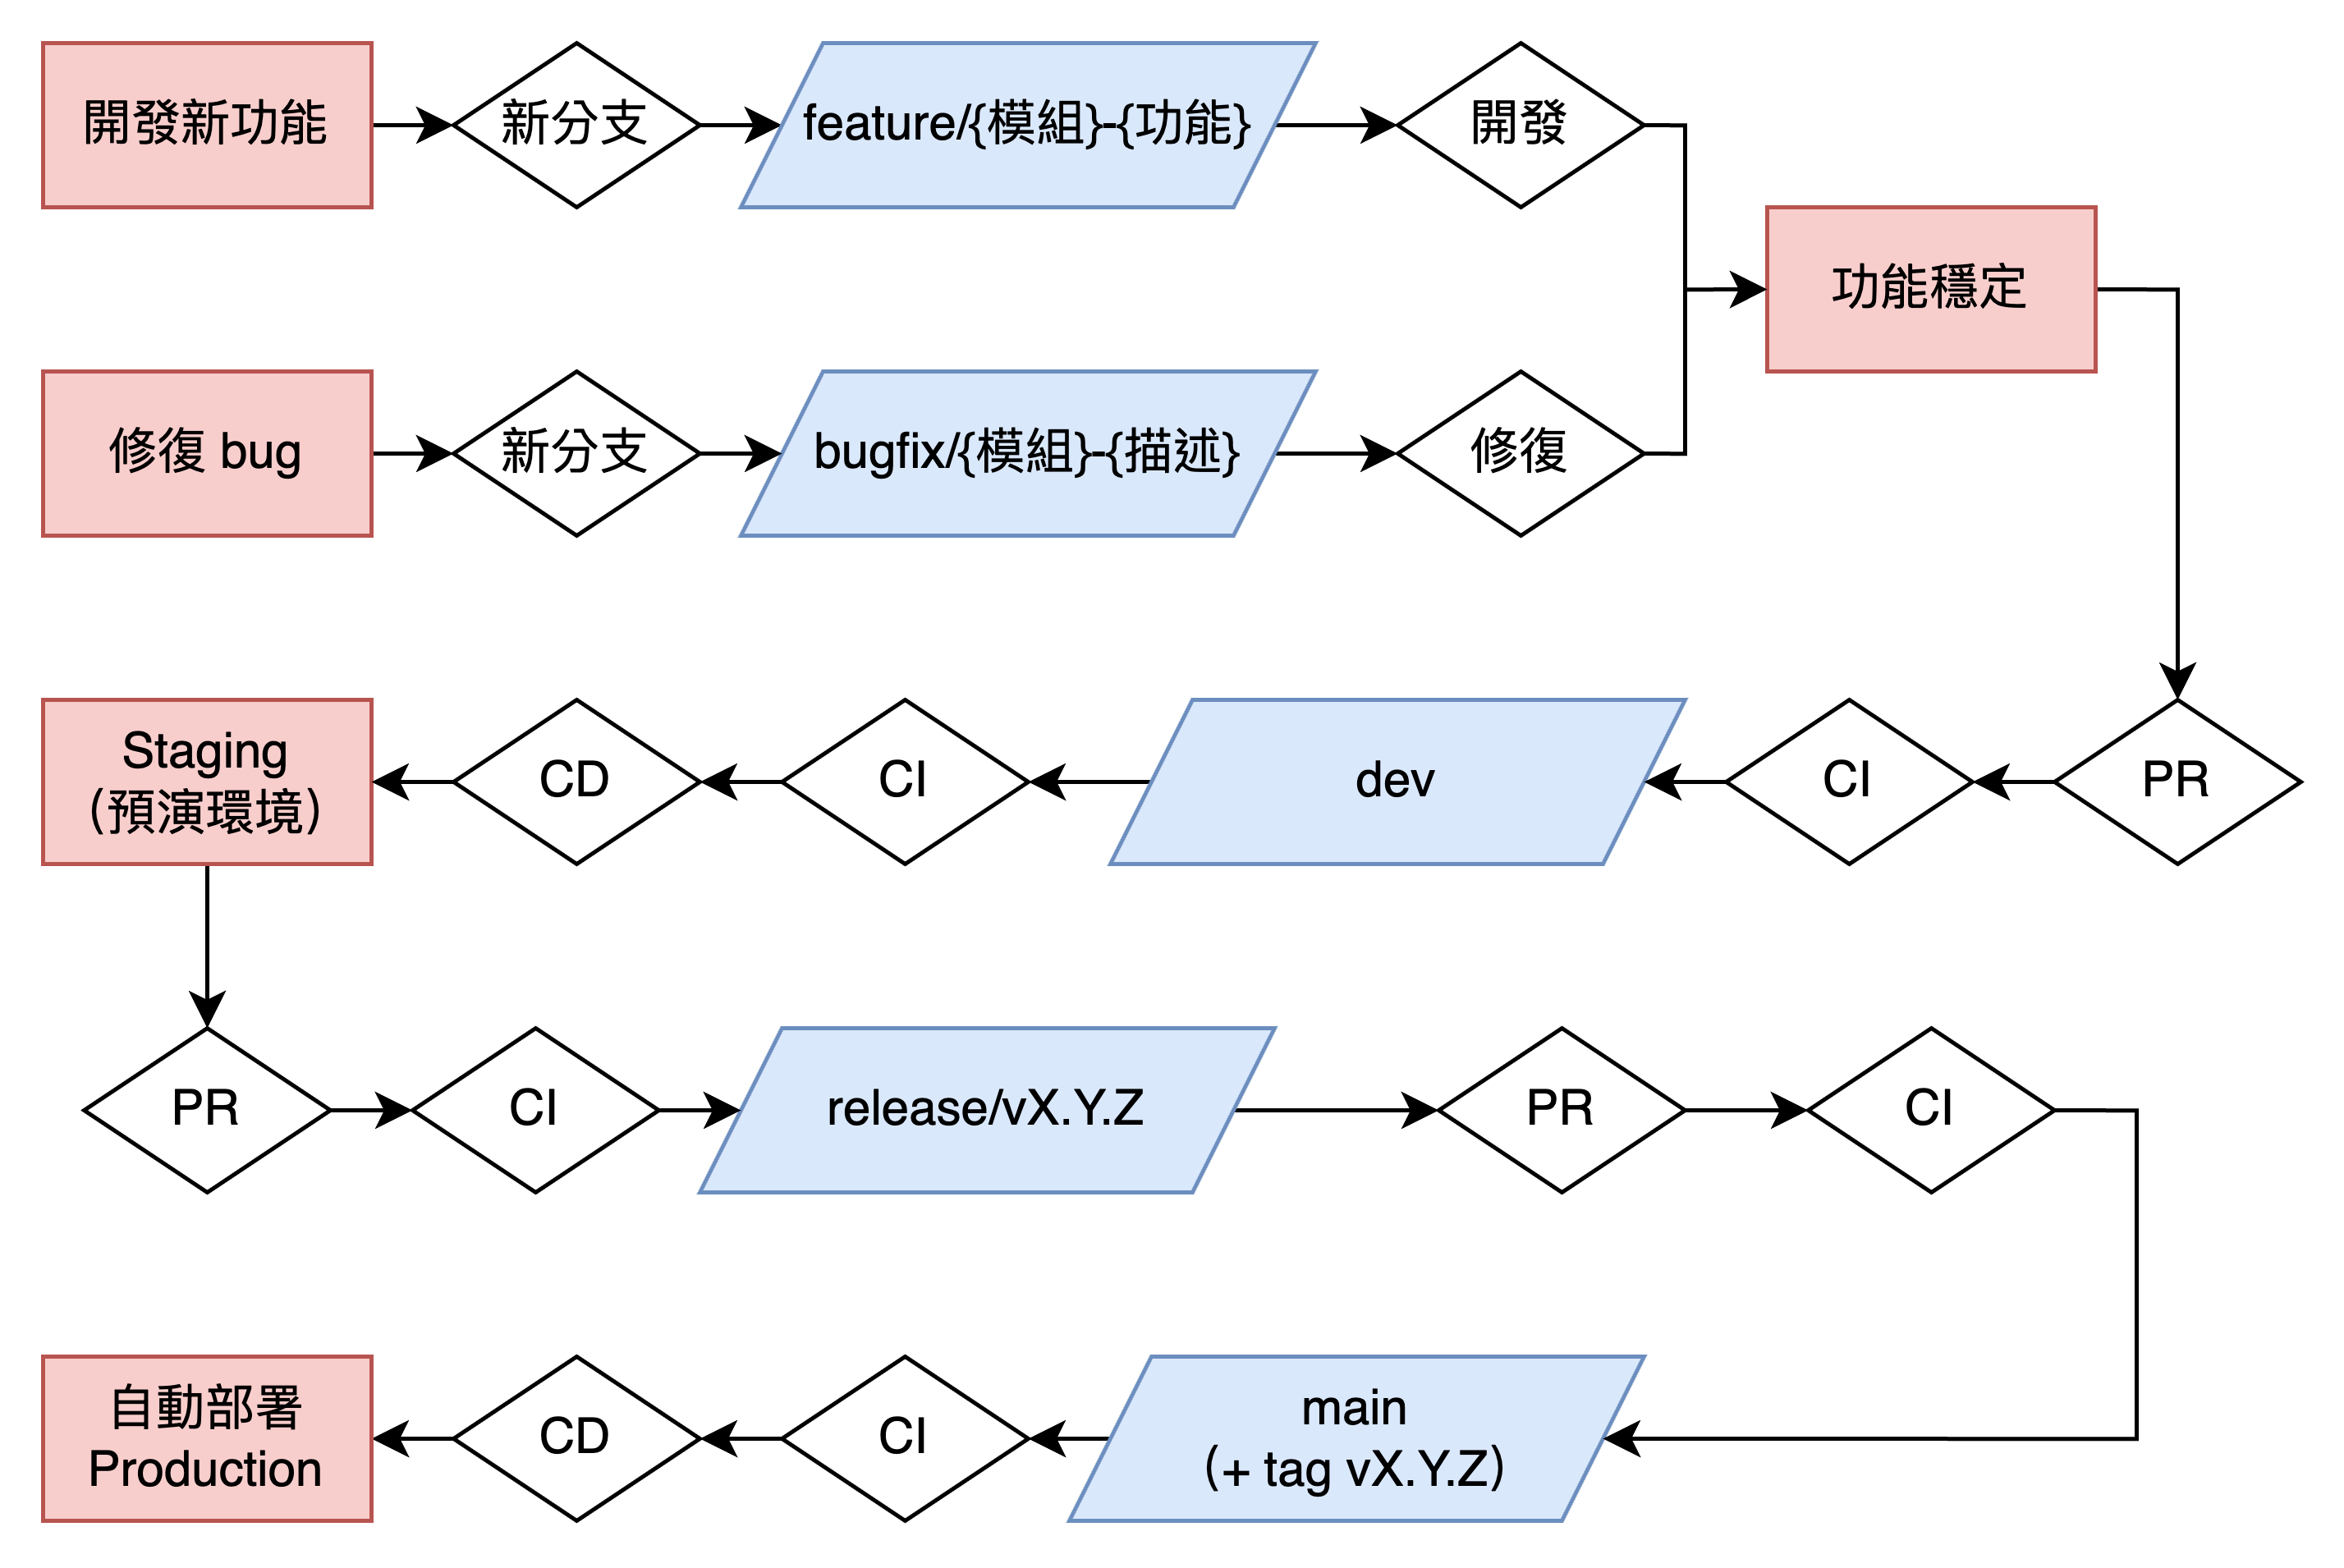 開發新功能
新分支
feature/{模組}-{功能}
開發
功能穩定
修復 bug
新分支
bugfix/{模組}-{描述}
修復
Staging
(預演環境)
CD
CI
dev
CI
PR
PR
CI
release/vX.Y.Z
PR
CI
自動部署
Production
CD
CI
main
(+ tag vX.Y.Z)